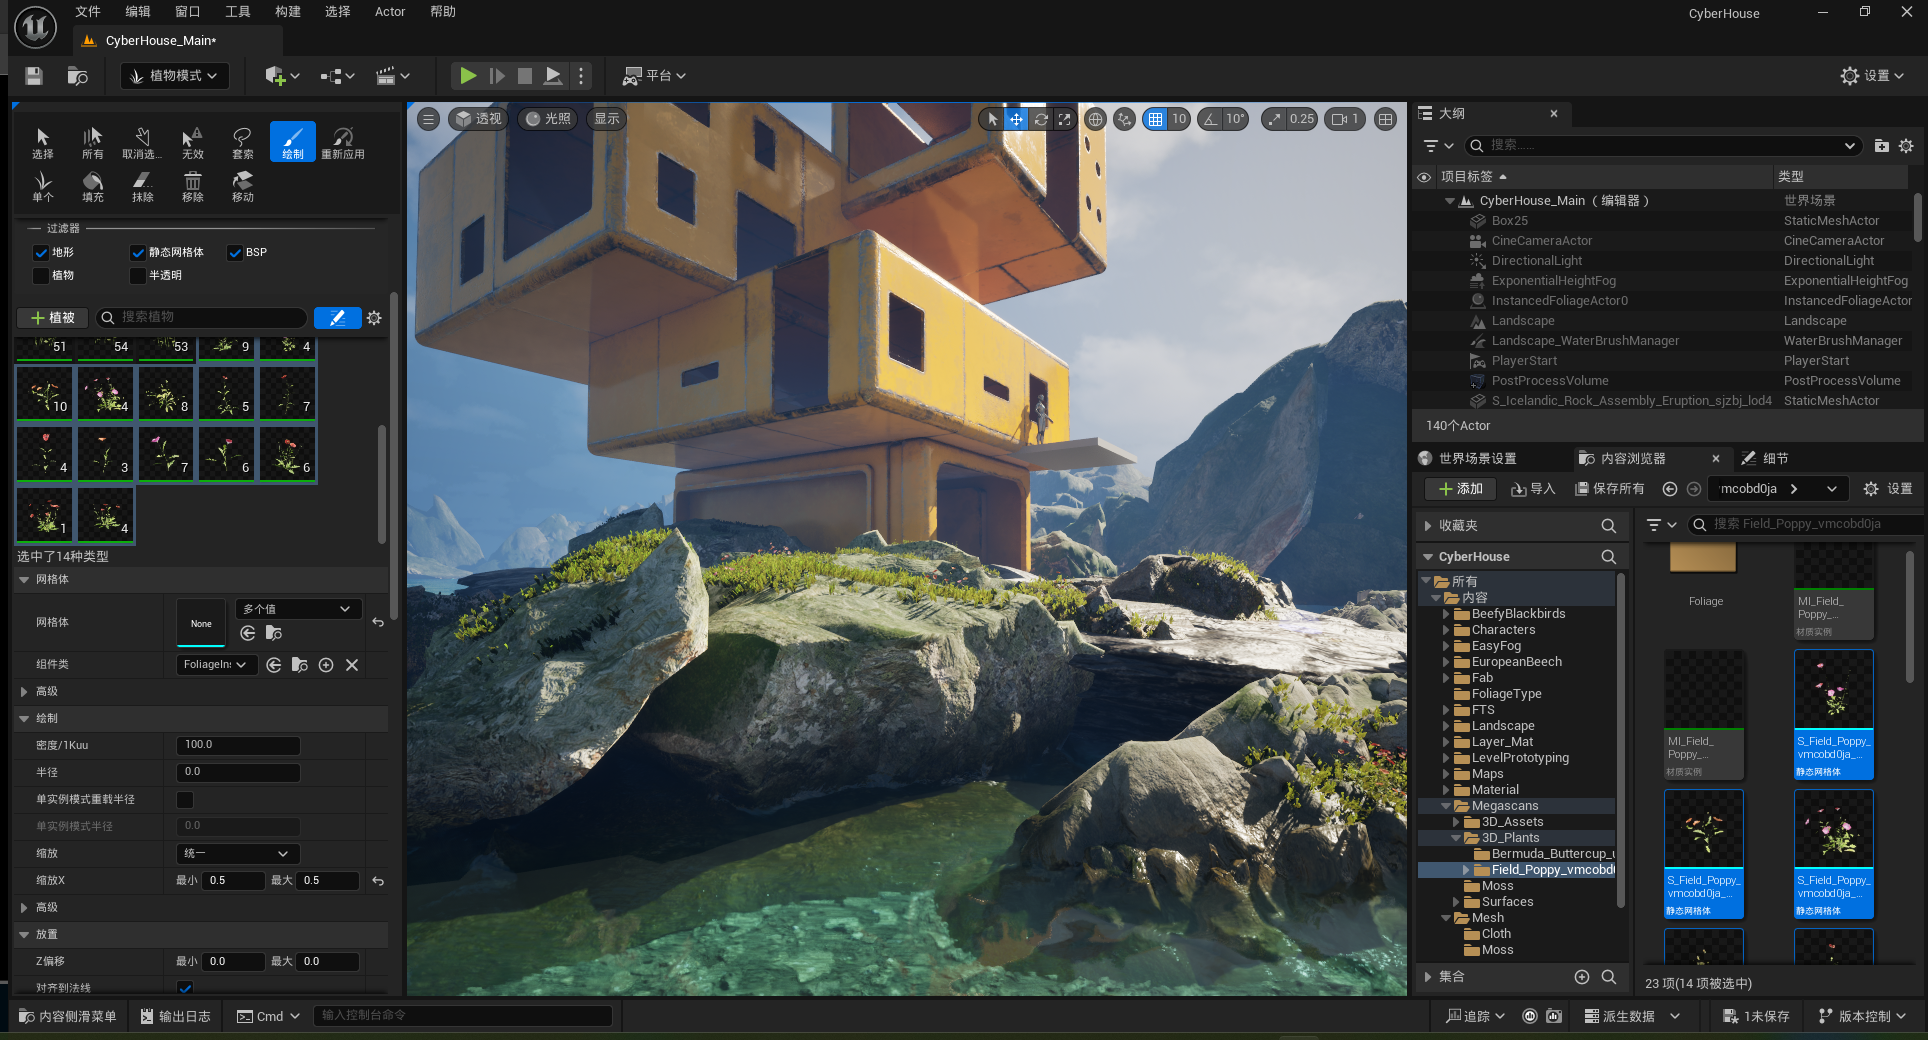 文件 编辑 窗口 工具 构建 选择 Actor 帮助
CyberHouse
CyberHouse_Main*
植物模式
平台
设置
选择 所有 取消选... 无效 套索 绘制 重新应用
单个 填充 抹除 移除 移动
过滤器
地形 静态网格体 BSP
植物 半透明
植被 搜索植物
51 54 53 9 4
10 4 8 5 7
4 3 7 6 6
1 4
选中了14种类型
网格体
网格体 None 多个值
组件类 FoliageIn
高级
绘制
密度/1Kuu 100.0
半径 0.0
单实例模式重载半径
单实例模式半径 0.0
缩放 统一
缩放X 最小 0.5 最大 0.5
高级
放置
Z偏移 最小 0.0 最大 0.0
对齐到法线
透视 光照 显示
10 10° 0.25 1
大纲
搜索......
项目标签 类型
CyberHouse_Main（编辑器） 世界场景
Box25 StaticMeshActor
CineCameraActor CineCameraActor
DirectionalLight DirectionalLight
ExponentialHeightFog ExponentialHeightFog
InstancedFoliageActor0 InstancedFoliageActor
Landscape Landscape
Landscape_WaterBrushManager WaterBrushManager
PlayerStart PlayerStart
PostProcessVolume PostProcessVolume
S_Icelandic_Rock_Assembly_Eruption_sjzbj_lod4 StaticMeshActor
140个Actor
世界场景设置 内容浏览器 细节
添加 导入 保存所有 mcobd0ja 设置
收藏夹
搜索 Field_Poppy_vmcobd0ja
CyberHouse
所有
内容
BeefyBlackbirds
Characters
EasyFog
EuropeanBeech
Fab
FoliageType
FTS
Landscape
Layer_Mat
LevelPrototyping
Maps
Material
Megascans
3D_Assets
3D_Plants
Bermuda_Buttercup_u
Field_Poppy_vmcobd0
Moss
Surfaces
Mesh
Cloth
Moss
集合
Foliage
MI_Field_
Poppy_...
材质实例
MI_Field_
Poppy_...
材质实例
S_Field_Poppy_
vmcobd0ja_...
静态网格体
S_Field_Poppy_
vmcobd0ja_...
静态网格体
S_Field_Poppy_
vmcobd0ja_...
静态网格体
23 项(14 项被选中)
内容侧滑菜单 输出日志 Cmd 输入控制台命令
追踪 派生数据 1未保存 版本控制